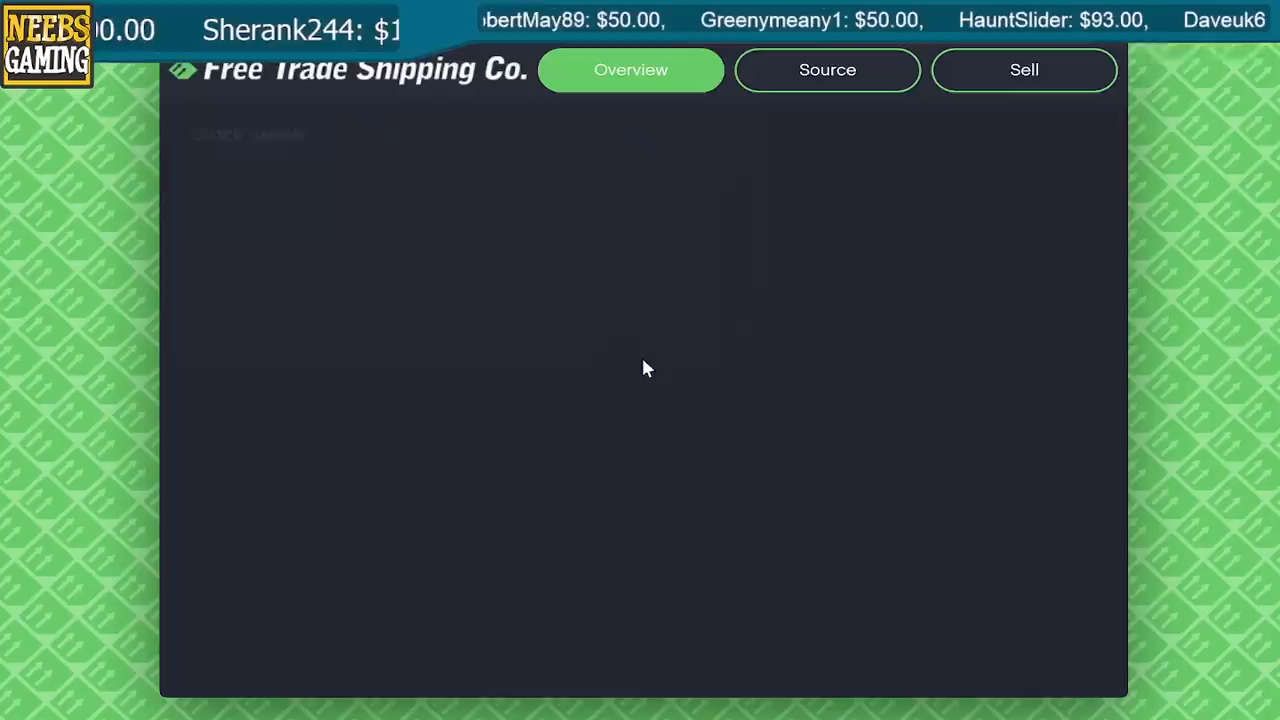 NEEBS
GAMING
00.00 Sherank244: $1
bertMay89: $50.00, Greenymeany1: $50.00, HauntSlider: $93.00, Daveuk6
Free Trade Shipping Co.
Overview
Source
Sell